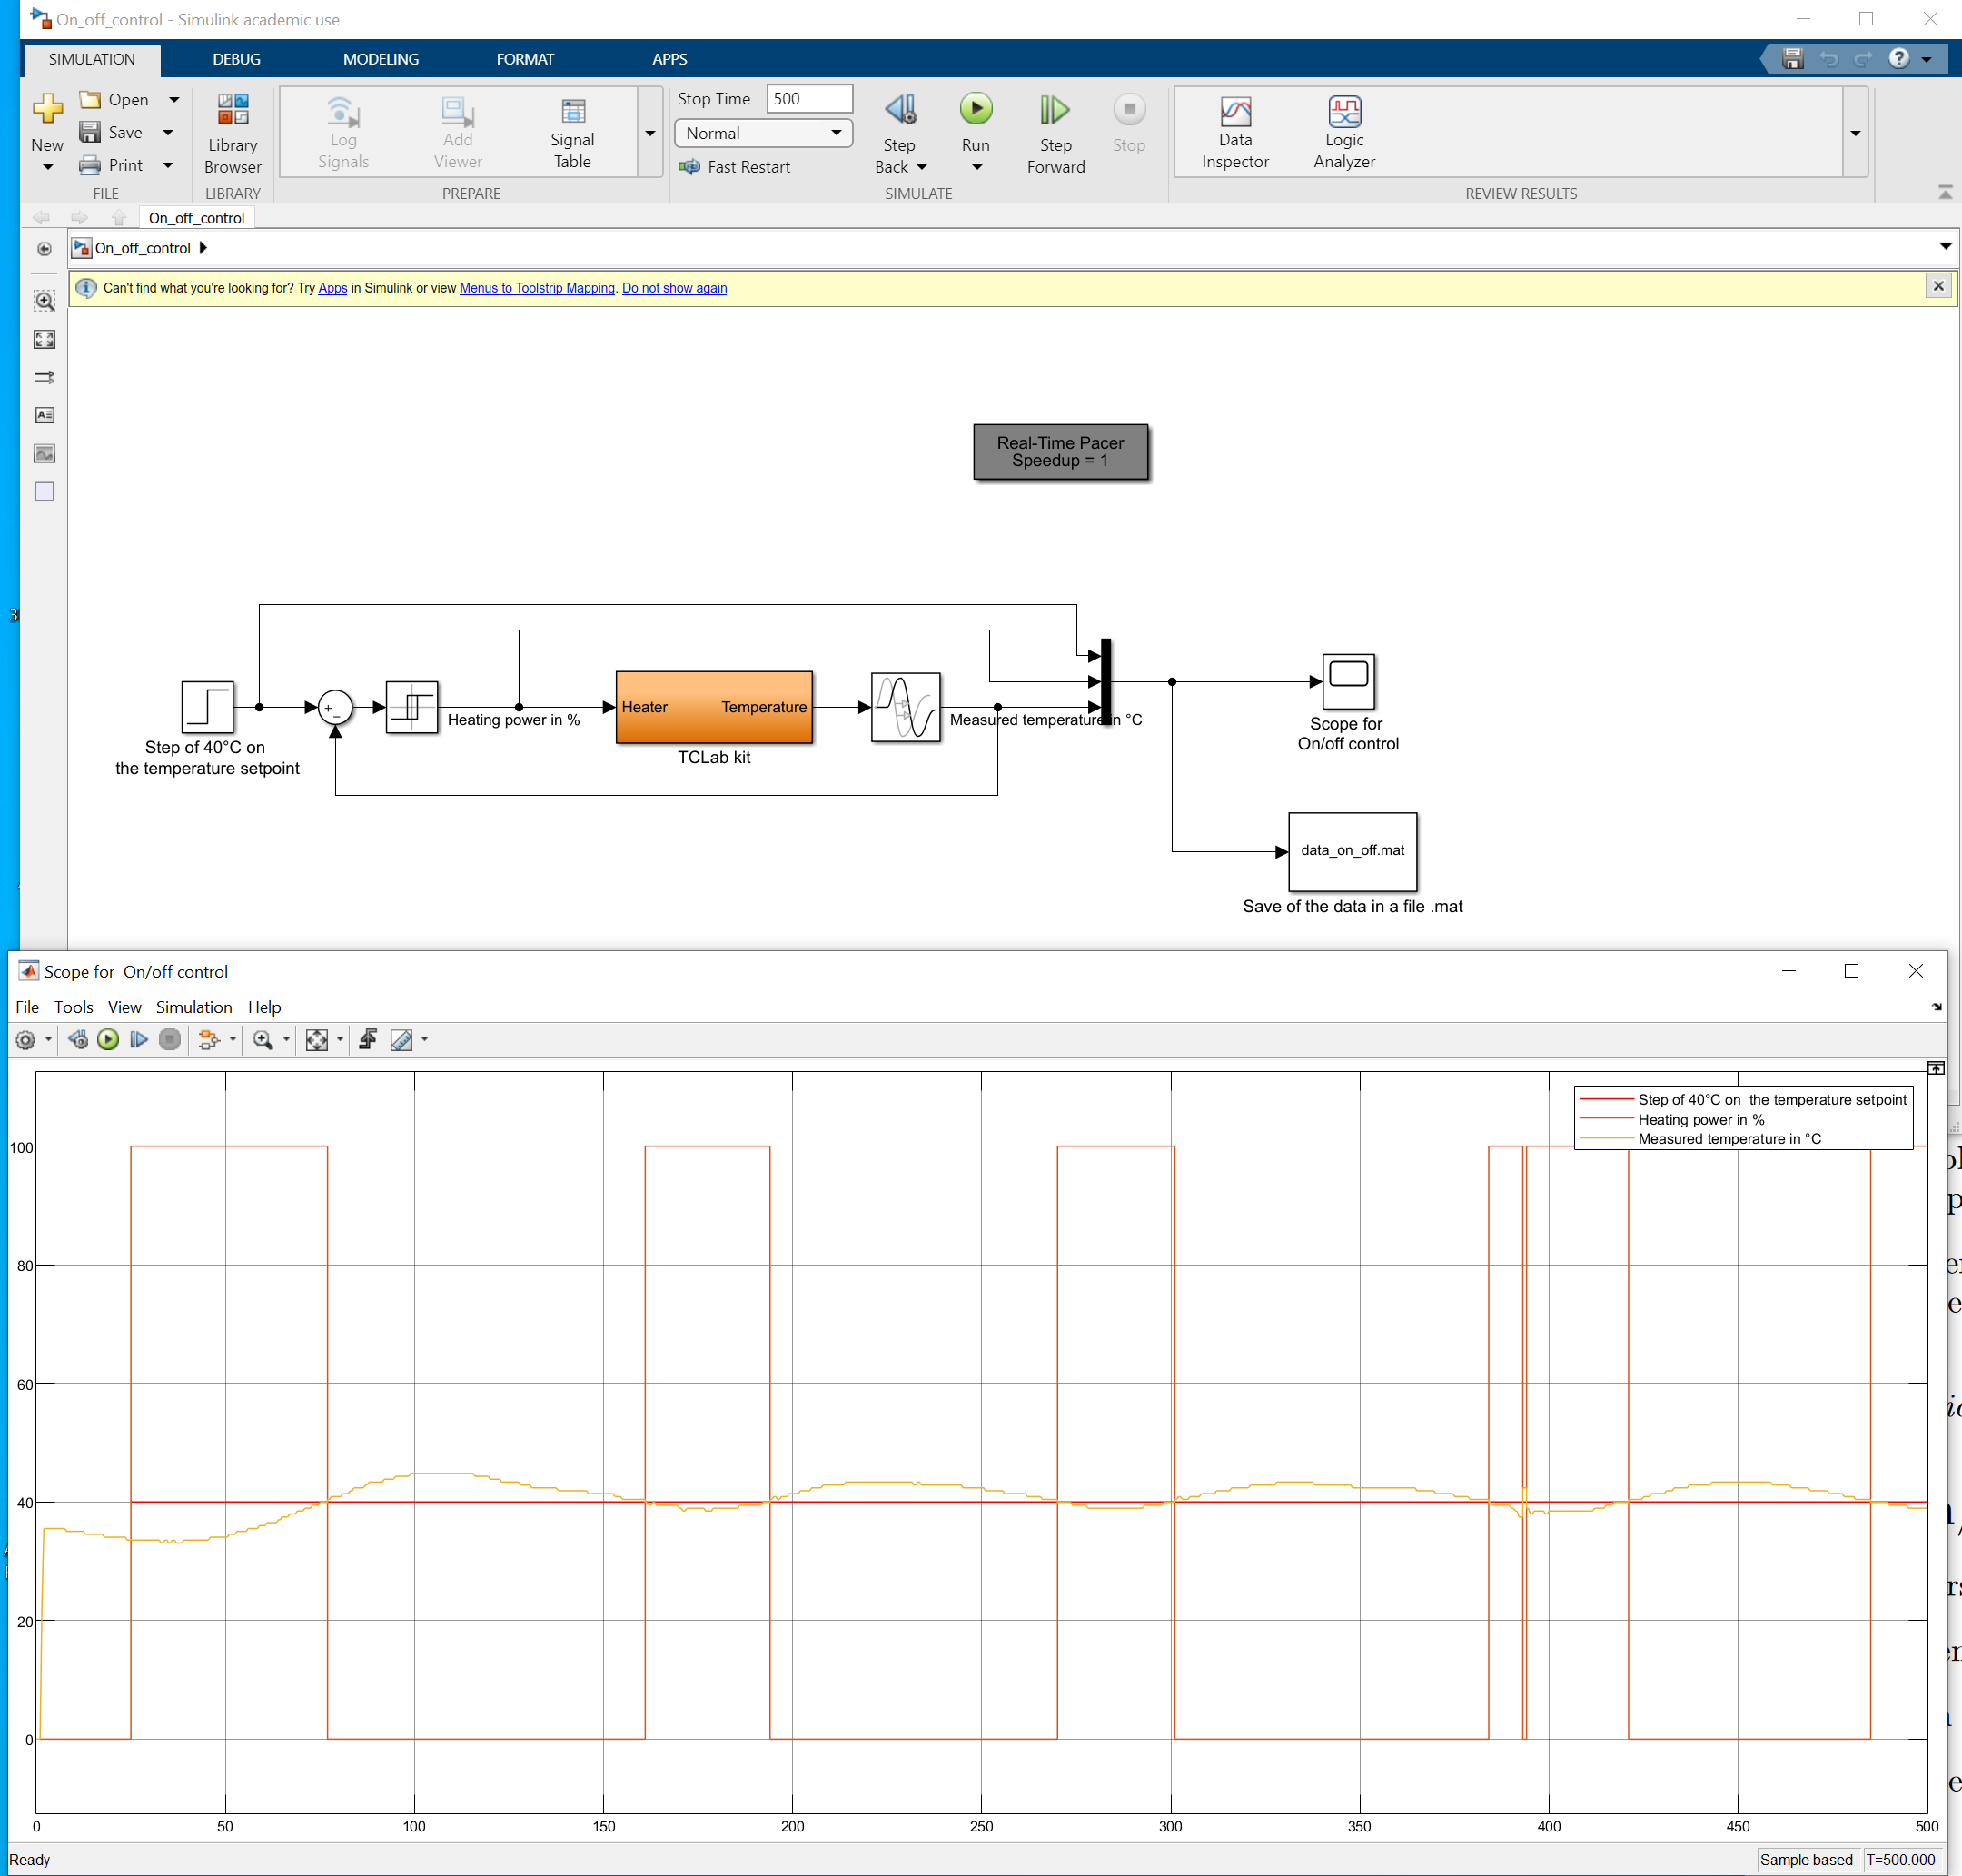 On_off_control - Simulink academic use
SIMULATION DEBUG MODELING FORMAT APPS
New
Open
Save
Print
FILE
Library
Browser
LIBRARY
Log
Signals
Add
Viewer
Signal
Table
PREPARE
Stop Time 500
Normal
Fast Restart
Step
Back
Run
Step
Forward
Stop
SIMULATE
Data
Inspector
Logic
Analyzer
REVIEW RESULTS
On_off_control
On_off_control
Can't find what you're looking for? Try Apps in Simulink or view Menus to Toolstrip Mapping. Do not show again
Real-Time Pacer
Speedup = 1
Step of 40°C on
the temperature setpoint
Heating power in %
Heater Temperature
TCLab kit
Measured temperature in °C
Scope for
On/off control
data_on_off.mat
Save of the data in a file .mat
Scope for On/off control
File Tools View Simulation Help
Step of 40°C on the temperature setpoint
Heating power in %
Measured temperature in °C
100
80
60
40
20
0
0 50 100 150 200 250 300 350 400 450 500
Ready
Sample based T=500.000